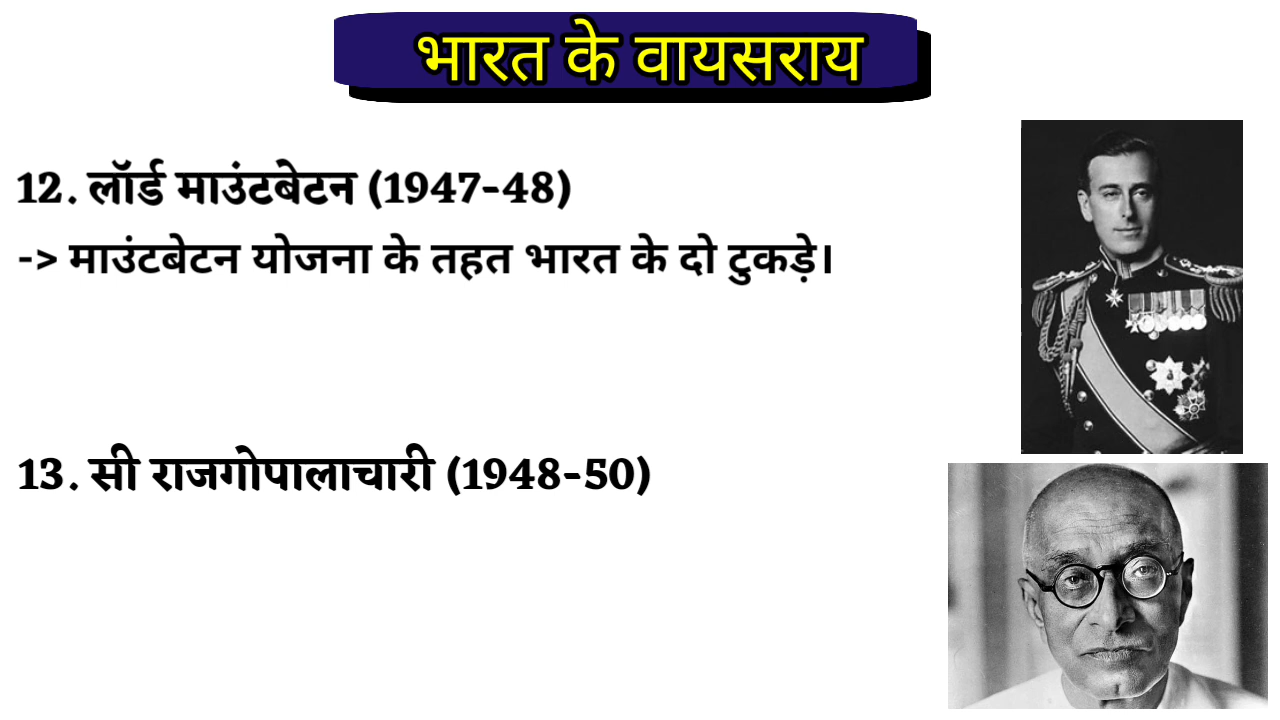 भारत के वायसराय
12. लॉर्ड माउंटबेटन (1947-48)
-> माउंटबेटन योजना के तहत भारत के दो टुकड़े।
13. सी राजगोपालाचारी (1948-50)